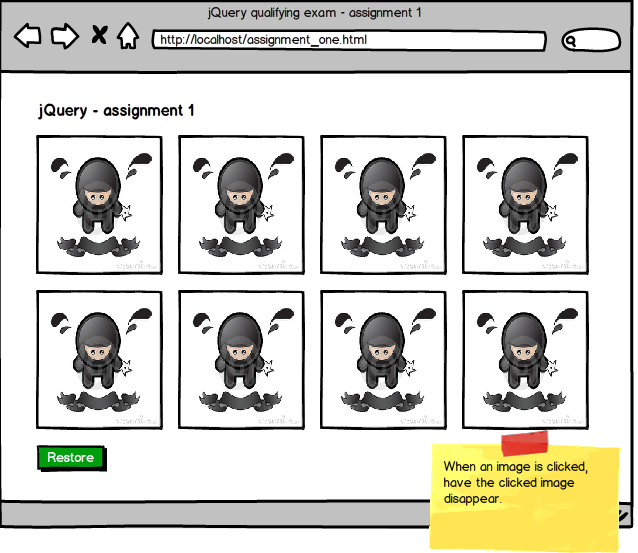 jQuery qualifying exam - assignment 1
http://localhost/assignment_one.html
jQuery - assignment 1
Restore
When an image is clicked,
have the clicked image
disappear.